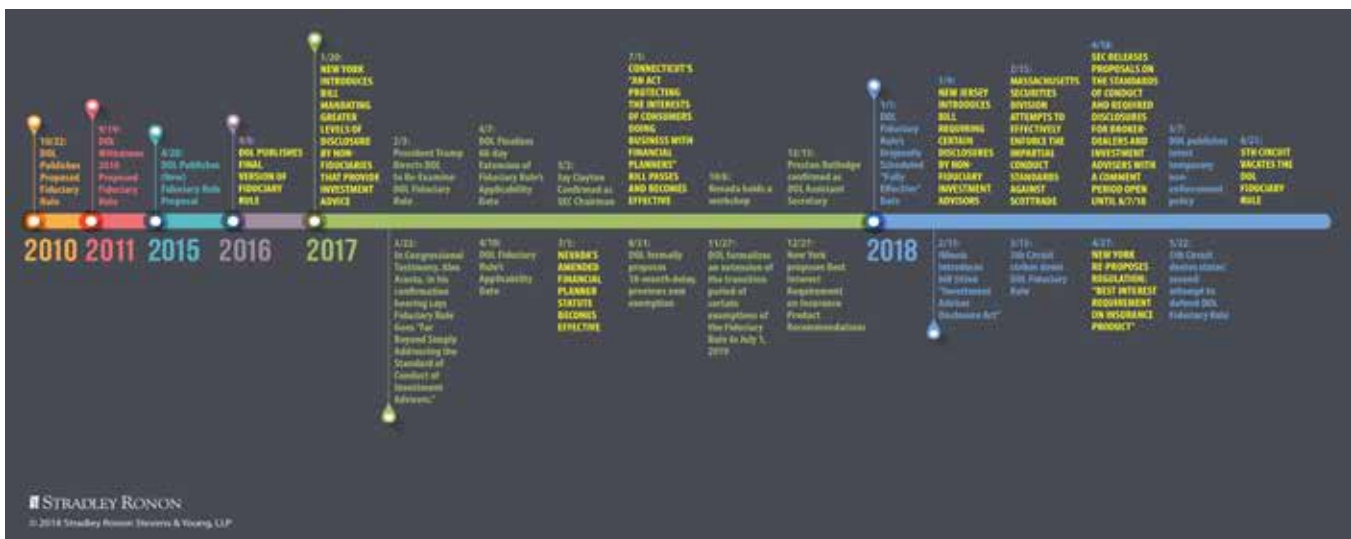 10/22:
DOL
Publishes
Proposed
Fiduciary
Rule
9/19:
DOL
Withdraws
2010
Proposed
Fiduciary
Rule
4/20:
DOL Publishes
(New)
Fiduciary Rule
Proposal
DOL PUBLISHES
FINAL
VERSION OF
FIDUCIARY
RULE
1/20:
NEW YORK
INTRODUCES
BILL
MANDATING
GREATER
LEVELS OF
DISCLOSURE
BY NON-
FIDUCIARIES
THAT PROVIDE
INVESTMENT
ADVICE
2/3:
President Trump
Directs DOL
to Re-Examine
DOL Fiduciary
Rule
4/7:
DOL Finalizes
60-day
Extension of
Fiduciary Rule's
Applicability
Date
5/2:
Jay Clayton
Confirmed as
SEC Chairman
7/1:
CONNECTICUT'S
"AN ACT
PROTECTING
THE INTERESTS
OF CONSUMERS
DOING
BUSINESS WITH
FINANCIAL
PLANNERS"
BILL PASSES
AND BECOMES
EFFECTIVE
Nevada holds a
workshop
Preston Rutledge
confirmed as
DOL Assistant
Secretary
1/1:
DOL
Fiduciary
Rule's
Originally
Scheduled
"Fully
Effective"
Date
NEW JERSEY
INTRODUCES
BILL
REQUIRING
CERTAIN
DISCLOSURES
BY NON-
FIDUCIARY
INVESTMENT
ADVISORS
2/15:
MASSACHUSETTS
SECURITIES
DIVISION
ATTEMPTS TO
EFFECTIVELY
ENFORCE THE
IMPARTIAL
CONDUCT
STANDARDS
AGAINST
SCOTTRADE
4/18:
SEC RELEASES
PROPOSALS ON
THE STANDARDS
OF CONDUCT
AND REQUIRED
DISCLOSURES
FOR BROKER-
DEALERS AND
INVESTMENT
ADVISERS WITH
A COMMENT
PERIOD OPEN
UNTIL 8/7/18
5/7:
DOL publishes
latest
temporary
non-
enforcement
policy
6/21:
5TH CIRCUIT
VACATES THE
DOL
FIDUCIARY
RULE
2010 2011 2015 2016 2017 2018
In Congressional
Testimony, Alex
Acosta, in his
confirmation
hearing says
Fiduciary Rule
Goes "Far
Beyond Simply
Addressing the
Standard of
Conduct of
Investment
Advisers."
DOL Fiduciary
Rule's
Applicability
Date
7/1:
NEVADA'S
AMENDED
FINANCIAL
PLANNER
STATUTE
BECOMES
EFFECTIVE
8/31:
DOL formally
proposes
18-month delay,
previews new
exemption
11/27:
DOL formalizes
an extension of
the transition
period of
certain
exemptions of
the Fiduciary
Rule to July 1,
2019
12/27:
New York
proposes Best
Interest
Requirement
on Insurance
Product
Recommendations
Illinois
Introduces
bill titled
"Investment
Adviser
Disclosure Act"
3/15:
5th Circuit
strikes down
DOL Fiduciary
Rule
4/27:
NEW YORK
RE-PROPOSES
REGULATION:
"BEST INTEREST
REQUIREMENT
ON INSURANCE
PRODUCT"
5/22:
5th Circuit
denies states'
second
attempt to
defend DOL
Fiduciary Rule
STRADLEY RONON
© 2018 Stradley Ronon Stevens & Young, LLP